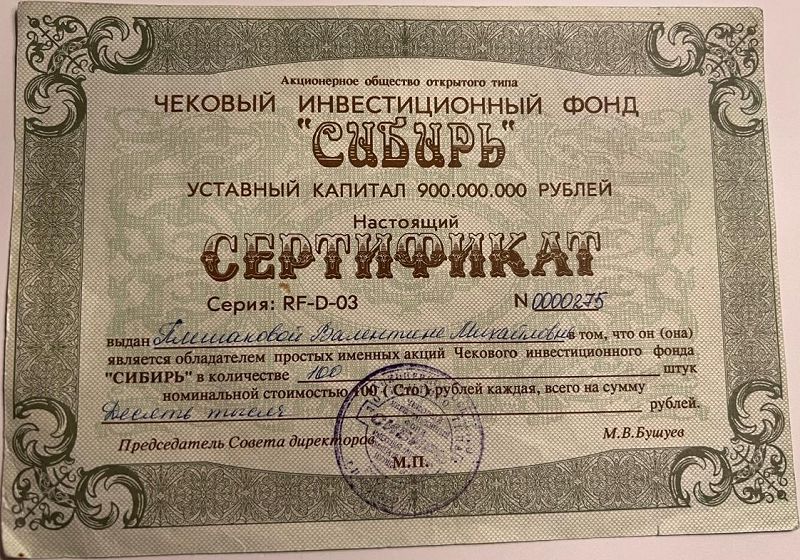 Акционерное общество открытого типа
ЧЕКОВЫЙ ИНВЕСТИЦИОННЫЙ ФОНД
"СИБИРЬ"
УСТАВНЫЙ КАПИТАЛ 900.000.000 РУБЛЕЙ
Настоящий
СЕРТИФИКАТ
Серия: RF-D-03 N 0000275
выдан Валентине Михайловне в том, что он (она)
является обладателем простых именных акций Чекового инвестиционного фонда
"СИБИРЬ" в количестве 100 штук
номинальной стоимостью 100 (Сто) рублей каждая, всего на сумму
Десять тысяч рублей.
Председатель Совета директоров М.В.Бушуев
М.П.